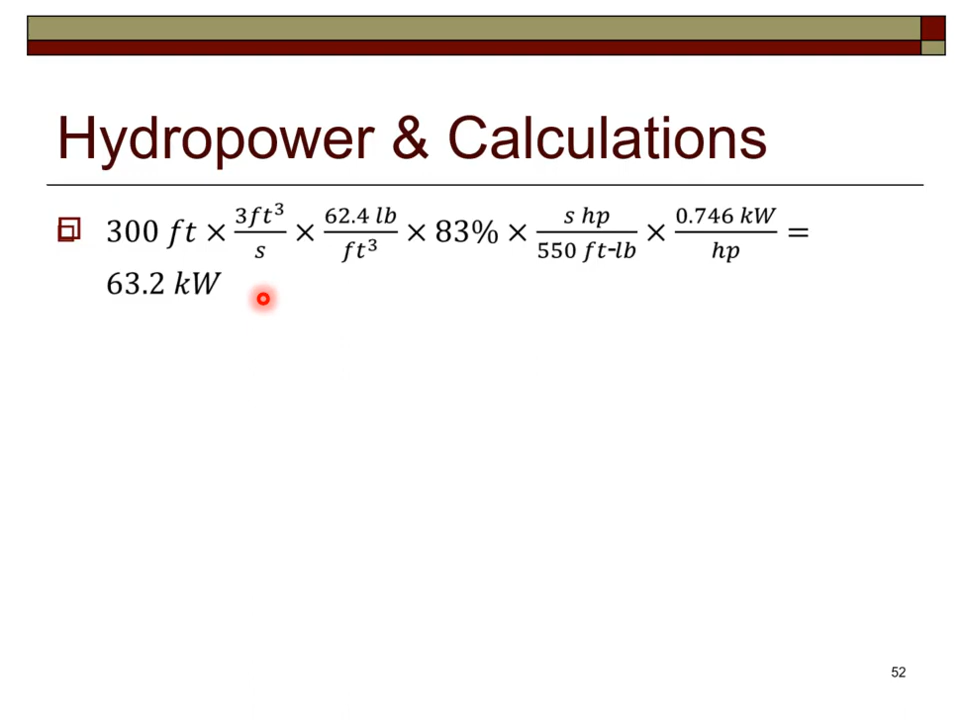 Hydropower & Calculations
300 ft × 3ft³/s × 62.4 lb/ft³ × 83% × s hp/550 ft-lb × 0.746 kW/hp =
63.2 kW
52